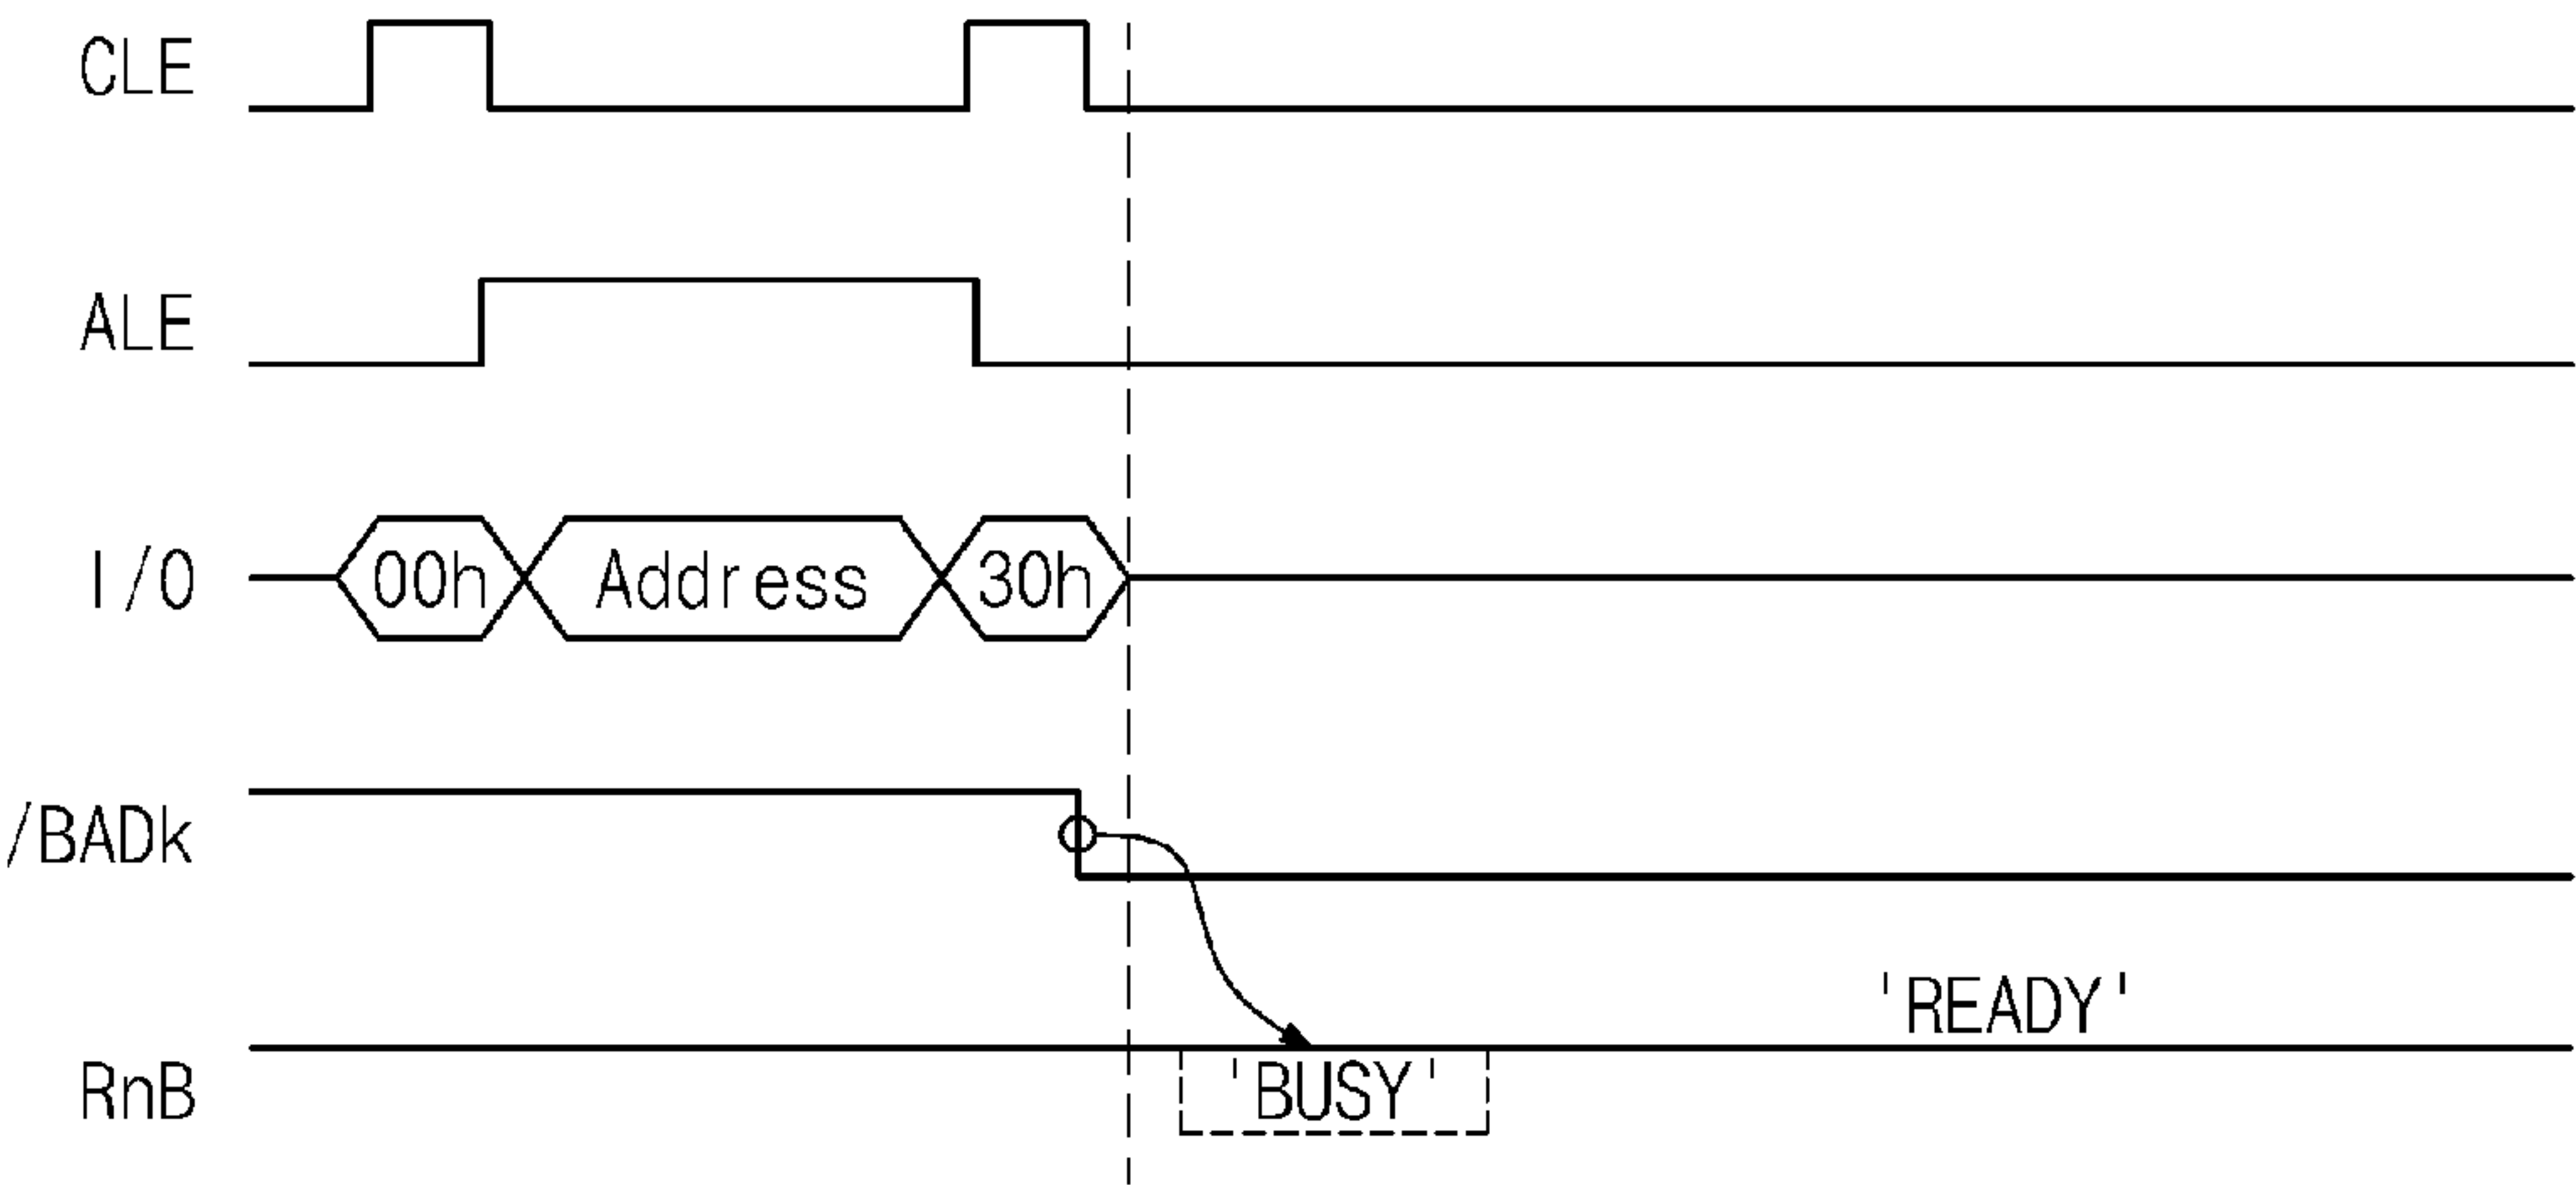 CLE
ALE
I/O 00h Address 30h
/BADk
'READY'
RnB 'BUSY'